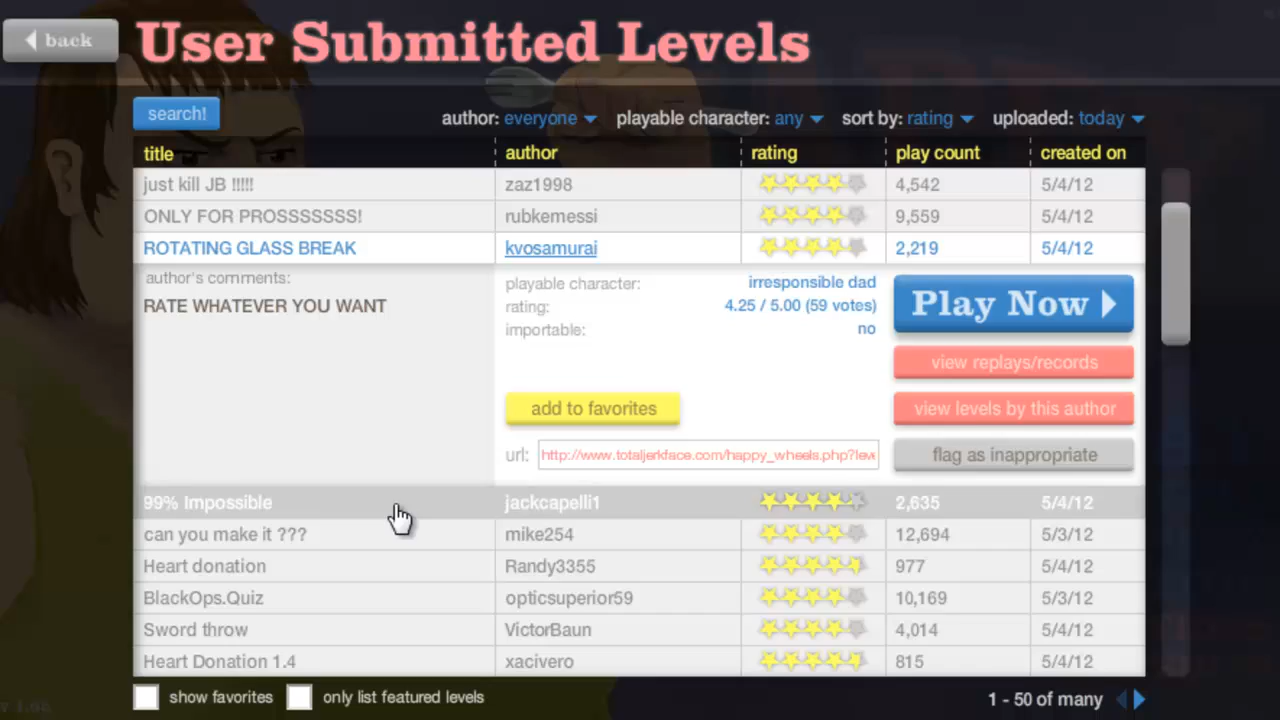 back
User Submitted Levels
search!
author: everyone playable character: any sort by: rating uploaded: today
title author rating play count created on
just kill JB !!!!! zaz1998 4,542 5/4/12
ONLY FOR PROSSSSSSS! rubkemessi 9,559 5/4/12
ROTATING GLASS BREAK kvosamurai 2,219 5/4/12
author's comments:
RATE WHATEVER YOU WANT
playable character: irresponsible dad
rating: 4.25 / 5.00 (59 votes)
importable: no
add to favorites
url: http://www.totaljerkface.com/happy_wheels.php?leve
Play Now
view replays/records
view levels by this author
flag as inappropriate
99% Impossible jackcapelli1 2,635 5/4/12
can you make it ??? mike254 12,694 5/3/12
Heart donation Randy3355 977 5/4/12
BlackOps.Quiz opticsuperior59 10,169 5/3/12
Sword throw VictorBaun 4,014 5/4/12
Heart Donation 1.4 xacivero 815 5/4/12
show favorites only list featured levels 1 - 50 of many